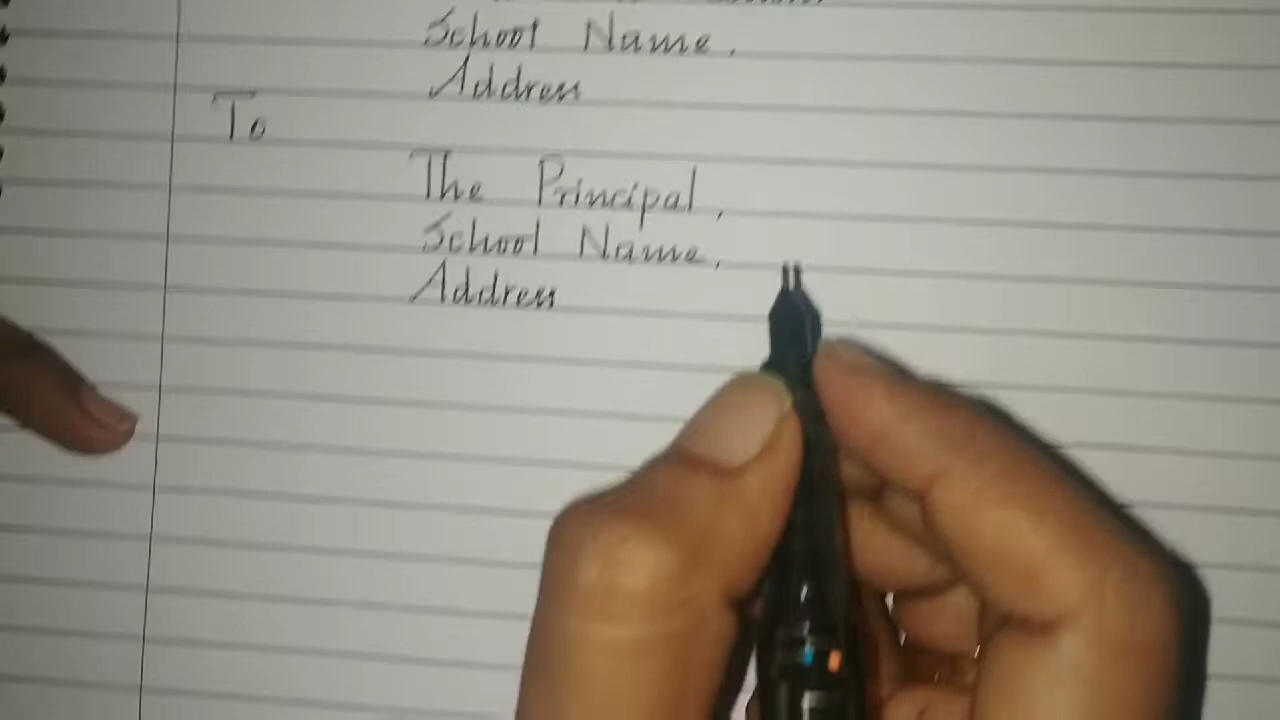 School Name.
Address
To
The Principal,
School Name,
Address